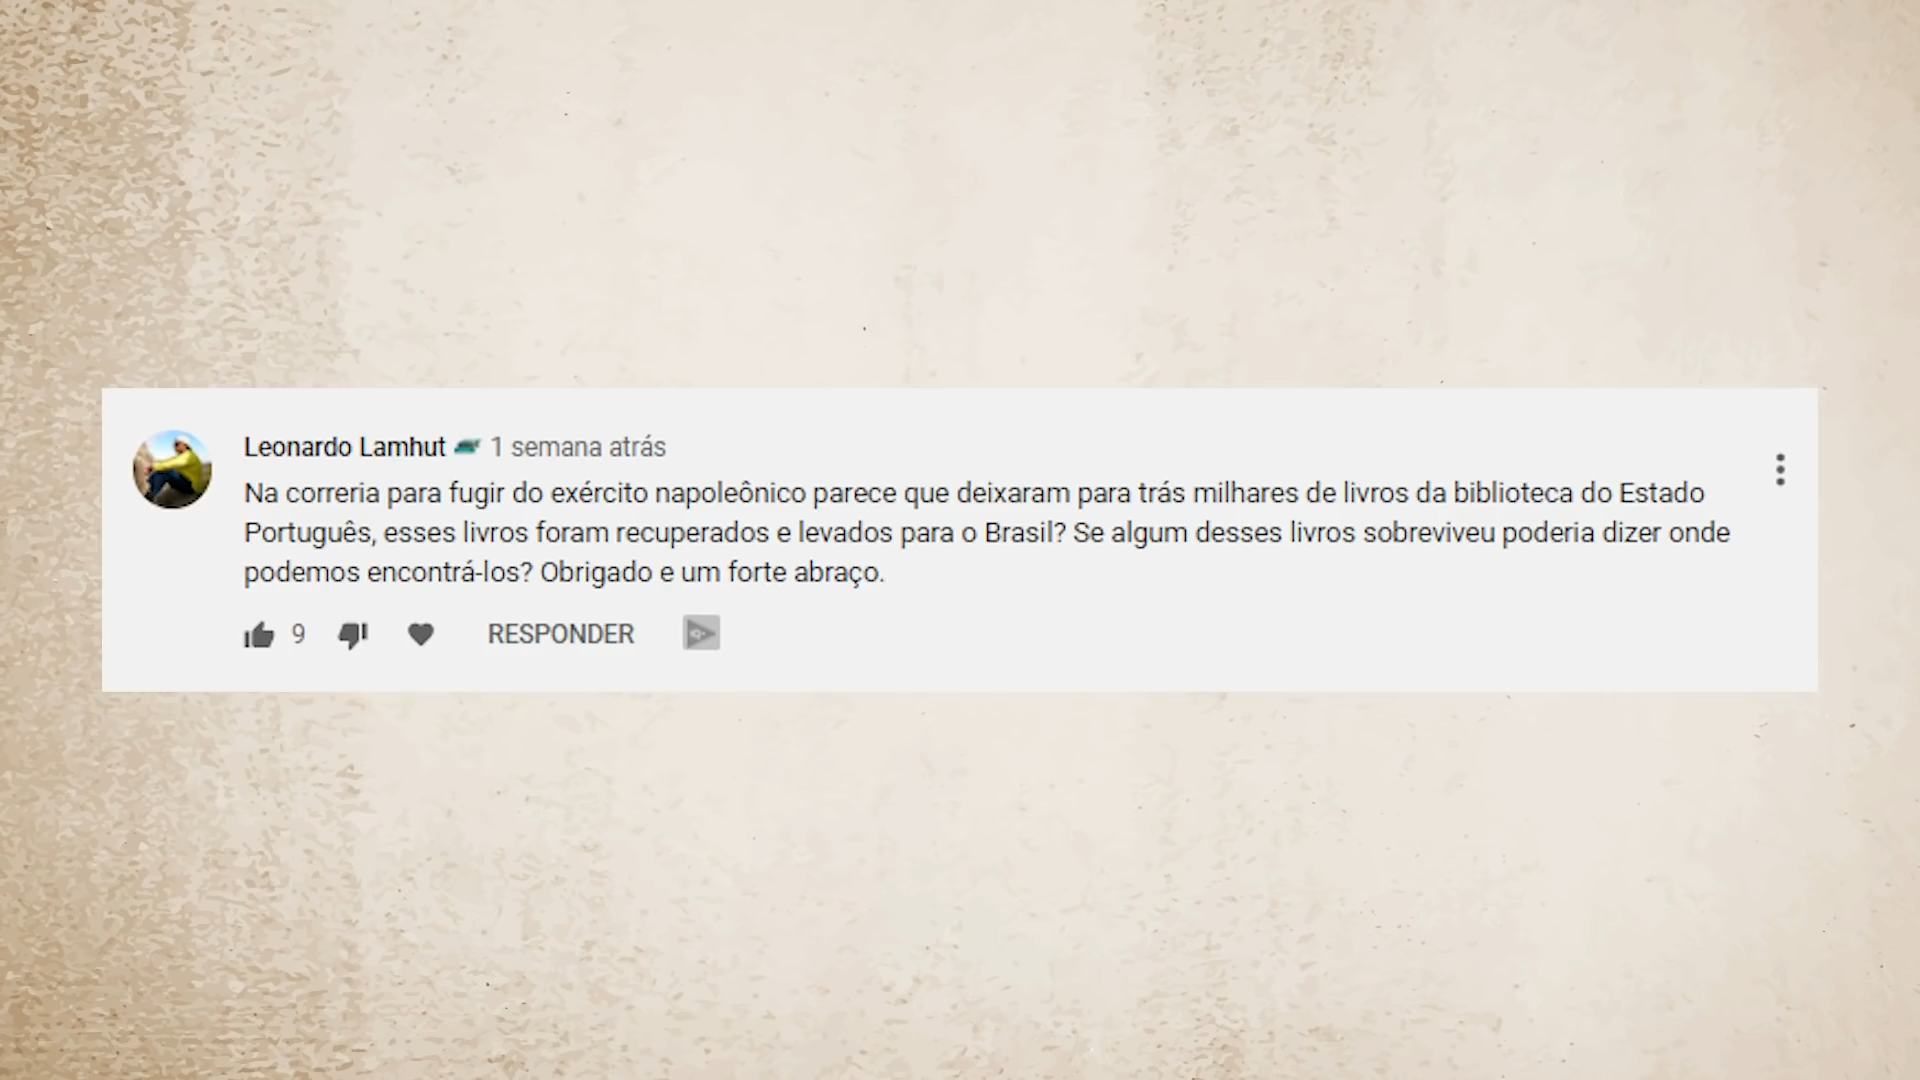 Leonardo Lamhut 1 semana atrás
Na correria para fugir do exército napoleônico parece que deixaram para trás milhares de livros da biblioteca do Estado
Português, esses livros foram recuperados e levados para o Brasil? Se algum desses livros sobreviveu poderia dizer onde
podemos encontrá-los? Obrigado e um forte abraço.
9 RESPONDER